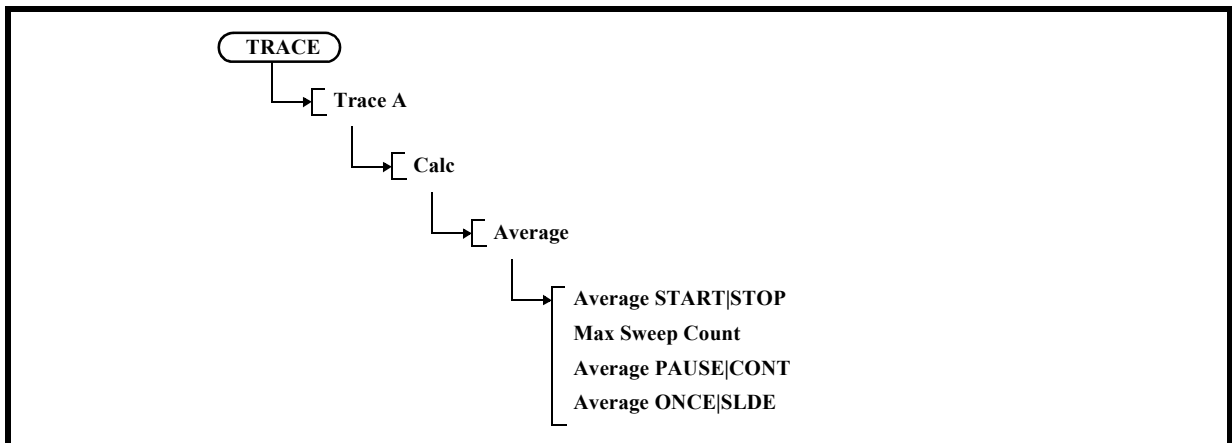 TRACE
Trace A
Calc
Average
Average START|STOP
Max Sweep Count
Average PAUSE|CONT
Average ONCE|SLDE